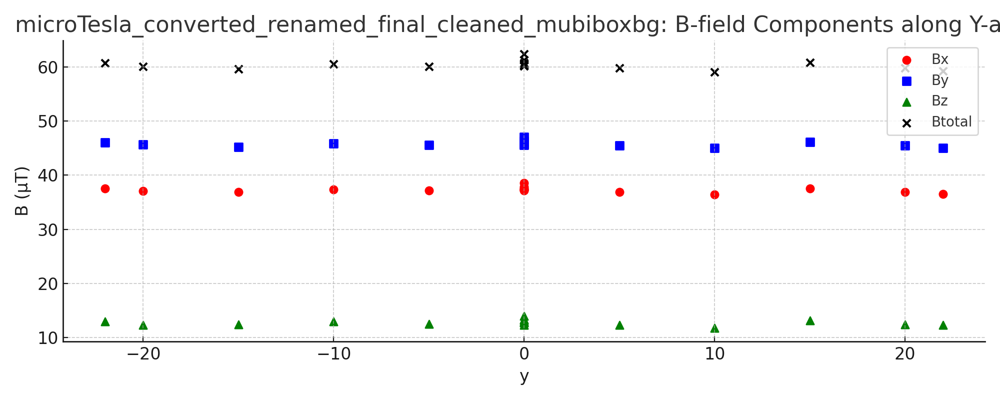 microTesla_converted_renamed_final_cleaned_mubiboxbg: B-field Components along Y-a
Bx
By
Bz
Btotal
B (μT)
60
50
40
30
20
10
−20
−10
0
10
20
y